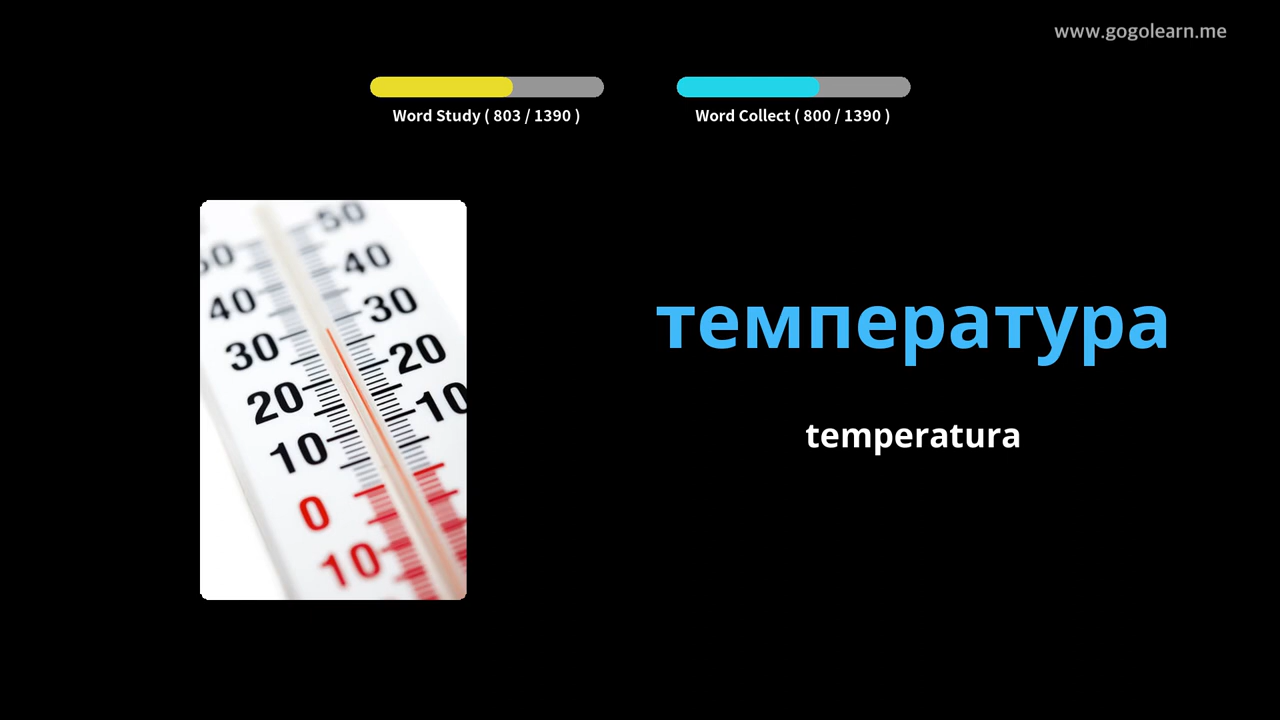 www.gogolearn.me
Word Study ( 803 / 1390 )
Word Collect ( 800 / 1390 )
50
40
40
30
30
20
20
10
10
0
10
температура
temperatura